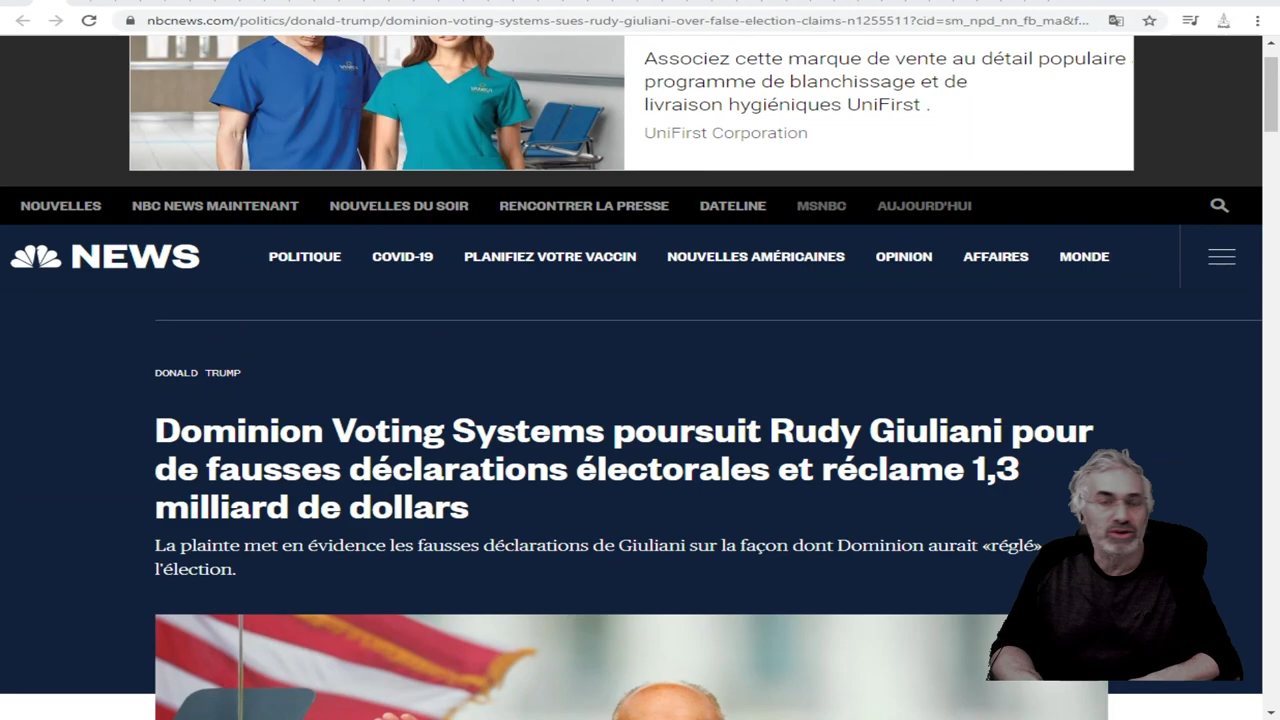 nbcnews.com/politics/donald-trump/dominion-voting-systems-sues-rudy-giuliani-over-false-election-claims-n1255511?cid=sm_npd_nn_fb_ma&f...
Associez cette marque de vente au détail populaire
programme de blanchissage et de
livraison hygiéniques UniFirst .
UniFirst Corporation
NOUVELLES NBC NEWS MAINTENANT NOUVELLES DU SOIR RENCONTRER LA PRESSE DATELINE MSNBC AUJOURD'HUI
NEWS POLITIQUE COVID-19 PLANIFIEZ VOTRE VACCIN NOUVELLES AMÉRICAINES OPINION AFFAIRES MONDE
DONALD TRUMP
Dominion Voting Systems poursuit Rudy Giuliani pour
de fausses déclarations électorales et réclame 1,3
milliard de dollars
La plainte met en évidence les fausses déclarations de Giuliani sur la façon dont Dominion aurait «réglé»
l'élection.